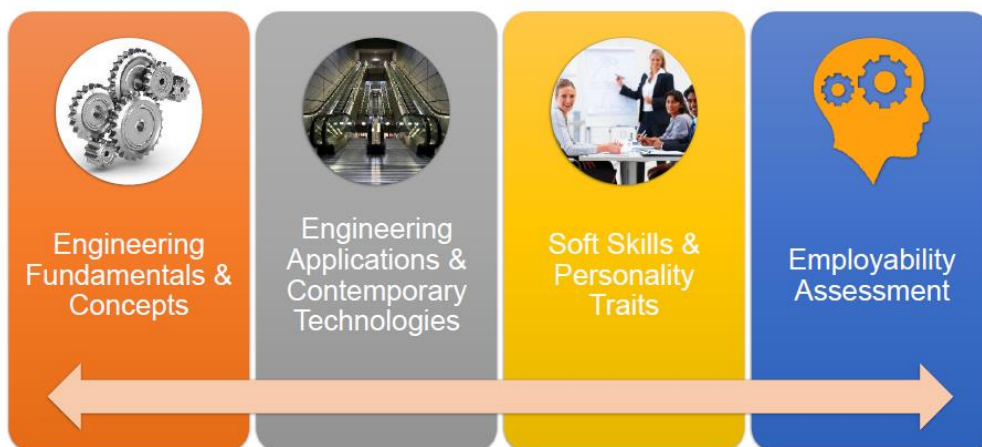 Engineering
Fundamentals &
Concepts
Engineering
Applications &
Contemporary
Technologies
Soft Skills &
Personality
Traits
Employability
Assessment